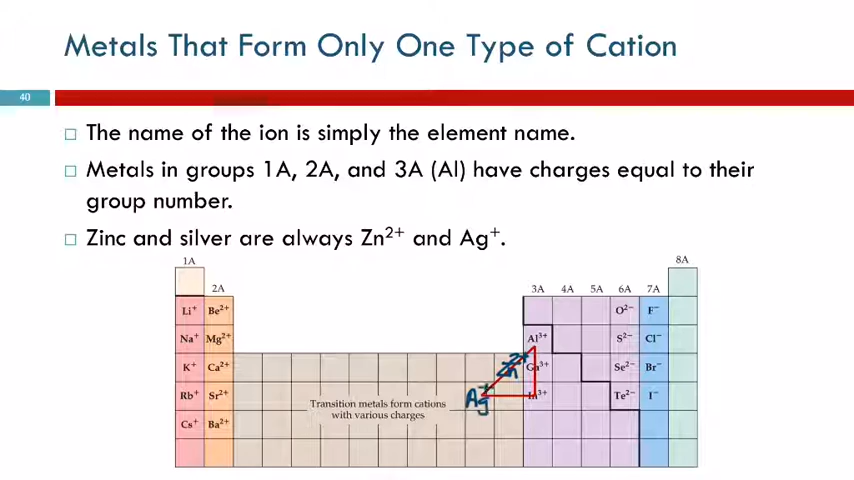 Metals That Form Only One Type of Cation
40
□ The name of the ion is simply the element name.
□ Metals in groups 1A, 2A, and 3A (Al) have charges equal to their
group number.
□ Zinc and silver are always Zn²⁺ and Ag⁺.
1A 8A
2A 3A 4A 5A 6A 7A
Li⁺ Be²⁺ O²⁻ F⁻
Na⁺ Mg²⁺ Al³⁺ S²⁻ Cl⁻
K⁺ Ca²⁺ Zn²⁺ Ga³⁺ Se²⁻ Br⁻
Rb⁺ Sr²⁺ Ag⁺ In³⁺ Te²⁻ I⁻
Transition metals form cations
with various charges
Cs⁺ Ba²⁺